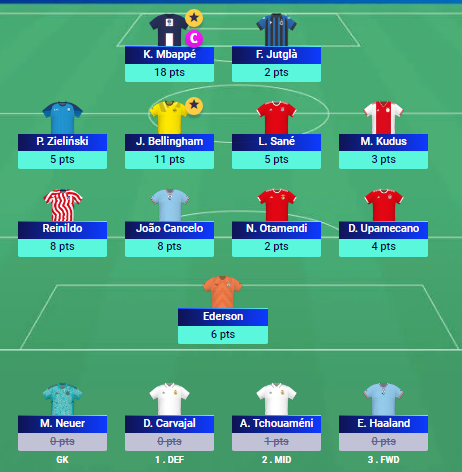 C
K. Mbappé
F. Jutglà
18 pts
2 pts
P. Zieliński
J. Bellingham
L. Sané
M. Kudus
5 pts
11 pts
5 pts
3 pts
Reinildo
João Cancelo
N. Otamendi
D. Upamecano
8 pts
8 pts
2 pts
4 pts
Ederson
6 pts
M. Neuer
D. Carvajal
A. Tchouaméni
E. Haaland
0 pts
0 pts
1 pts
0 pts
GK
1 . DEF
2 . MID
3 . FWD